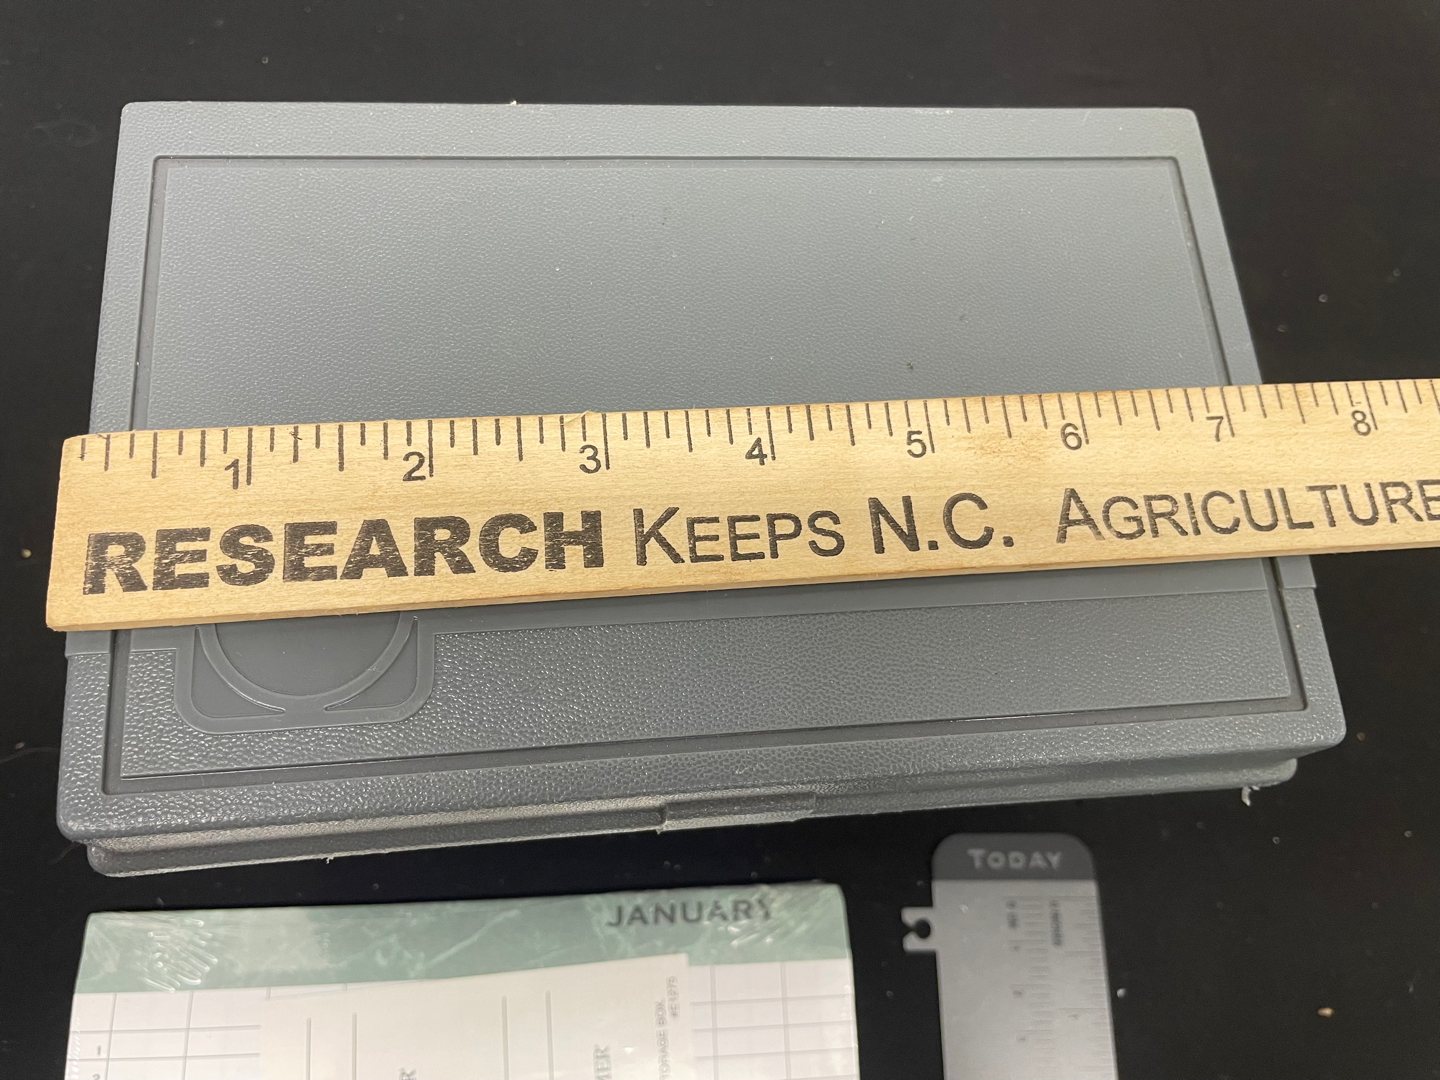 1 2 3 4 5 6 7 8
RESEARCH KEEPS N.C. AGRICULTURE
TODAY
JANUARY